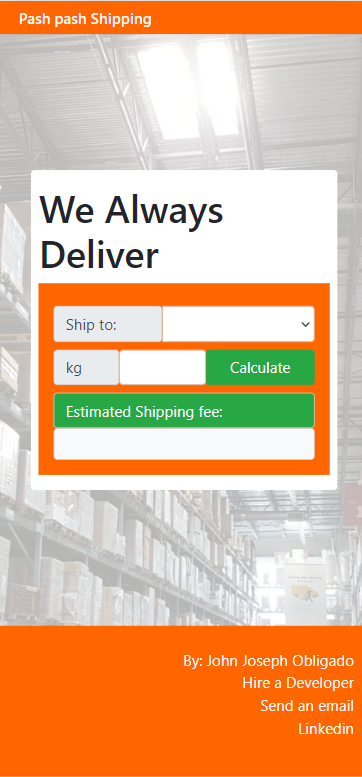 Pash pash Shipping
We Always
Deliver
Ship to:
kg
Calculate
Estimated Shipping fee:
By: John Joseph Obligado
Hire a Developer
Send an email
Linkedin